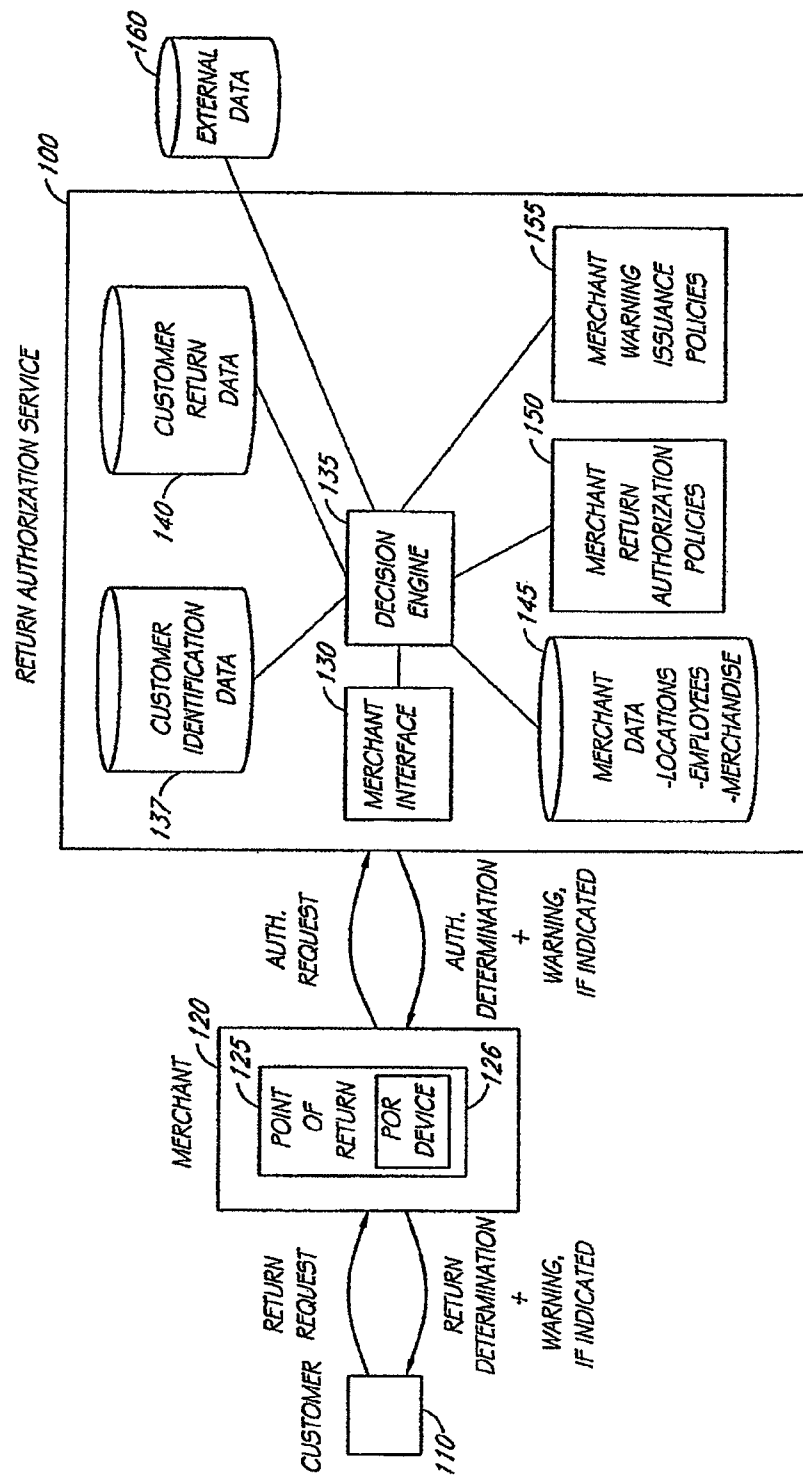 RETURN AUTHORIZATION SERVICE
100
160
EXTERNAL
DATA
137
CUSTOMER
IDENTIFICATION
DATA
140
CUSTOMER
RETURN
DATA
130
MERCHANT
INTERFACE
135
DECISION
ENGINE
145
MERCHANT
DATA
-LOCATIONS
-EMPLOYEES
-MERCHANDISE
150
MERCHANT
RETURN
AUTHORIZATION
POLICIES
155
MERCHANT
WARNING
ISSUANCE
POLICIES
AUTH.
REQUEST
AUTH.
DETERMINATION
+
WARNING,
IF INDICATED
MERCHANT
120
125
POINT
OF
RETURN
POR
DEVICE
126
RETURN
REQUEST
CUSTOMER
110
RETURN
DETERMINATION
+
WARNING,
IF INDICATED